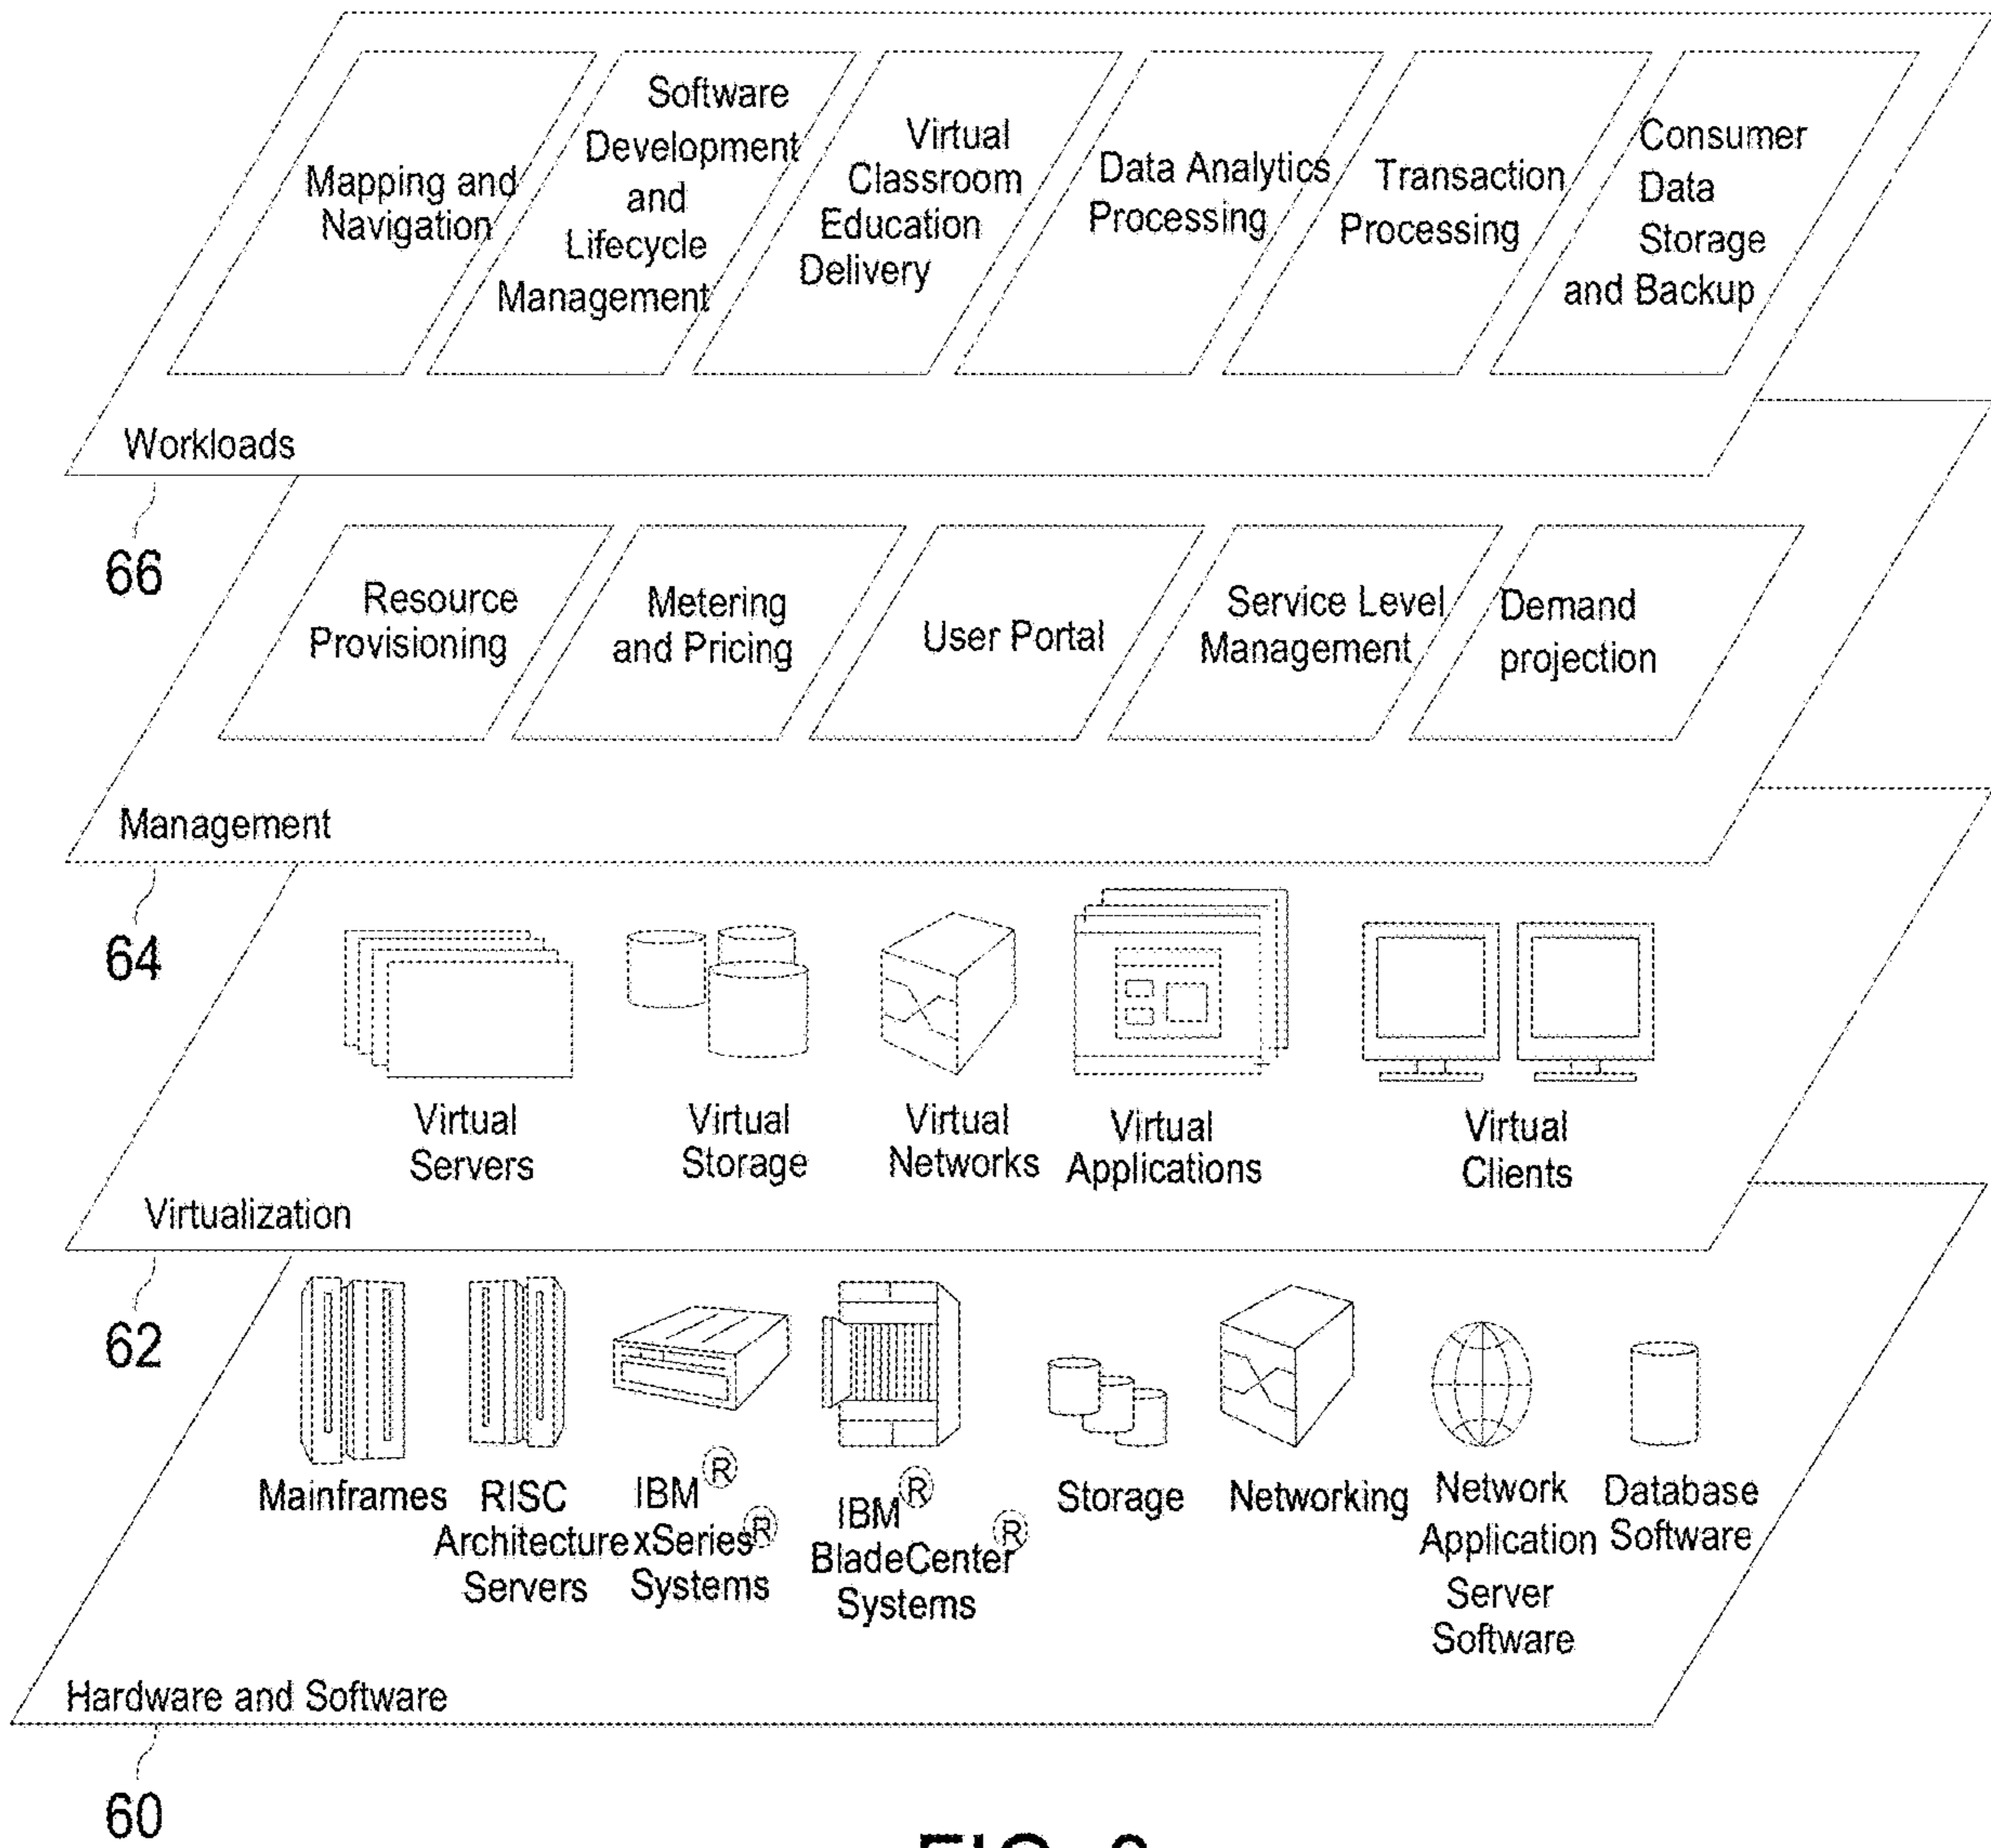 Mapping and
Navigation
Software
Development
and
Lifecycle
Management
Virtual
Classroom
Education
Delivery
Data Analytics
Processing
Transaction
Processing
Consumer
Data
Storage
and Backup
Workloads
66
Resource
Provisioning
Metering
and Pricing
User Portal
Service Level
Management
Demand
projection
Management
64
Virtual
Servers
Virtual
Storage
Virtual
Networks
Virtual
Applications
Virtual
Clients
Virtualization
62
Mainframes
RISC
Architecture
Servers
IBM®
xSeries®
Systems
IBM®
BladeCenter®
Systems
Storage
Networking
Network
Application
Server
Software
Database
Software
Hardware and Software
60
FIG.